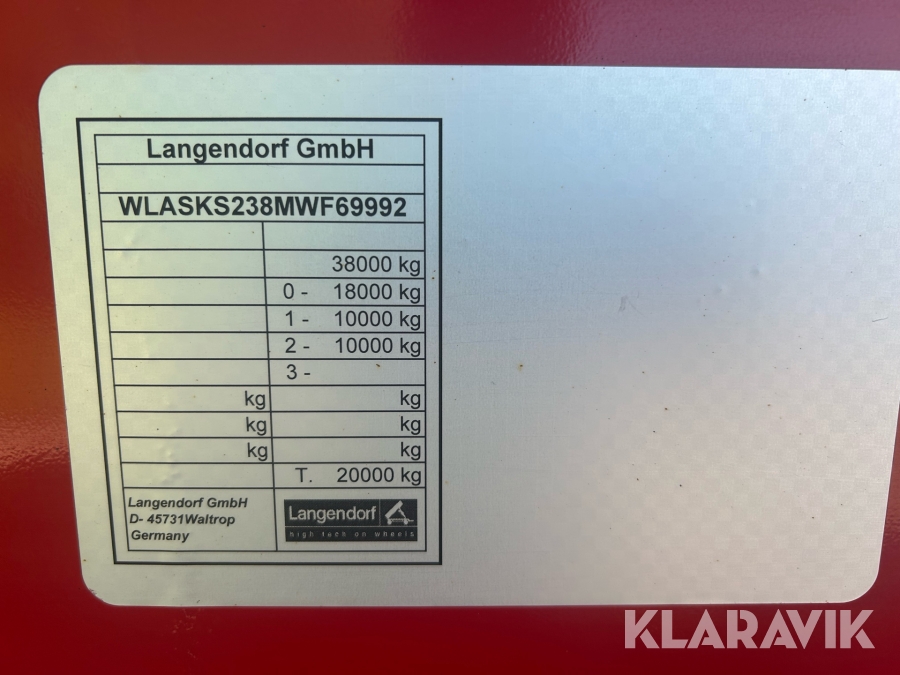 Langendorf GmbH
WLASKS238MWF69992
38000 kg
0 - 18000 kg
1 - 10000 kg
2 - 10000 kg
3 -
kg kg
kg kg
kg kg
T. 20000 kg
Langendorf GmbH
D- 45731Waltrop
Germany
Langendorf
high tech on wheels
KLARAVIK